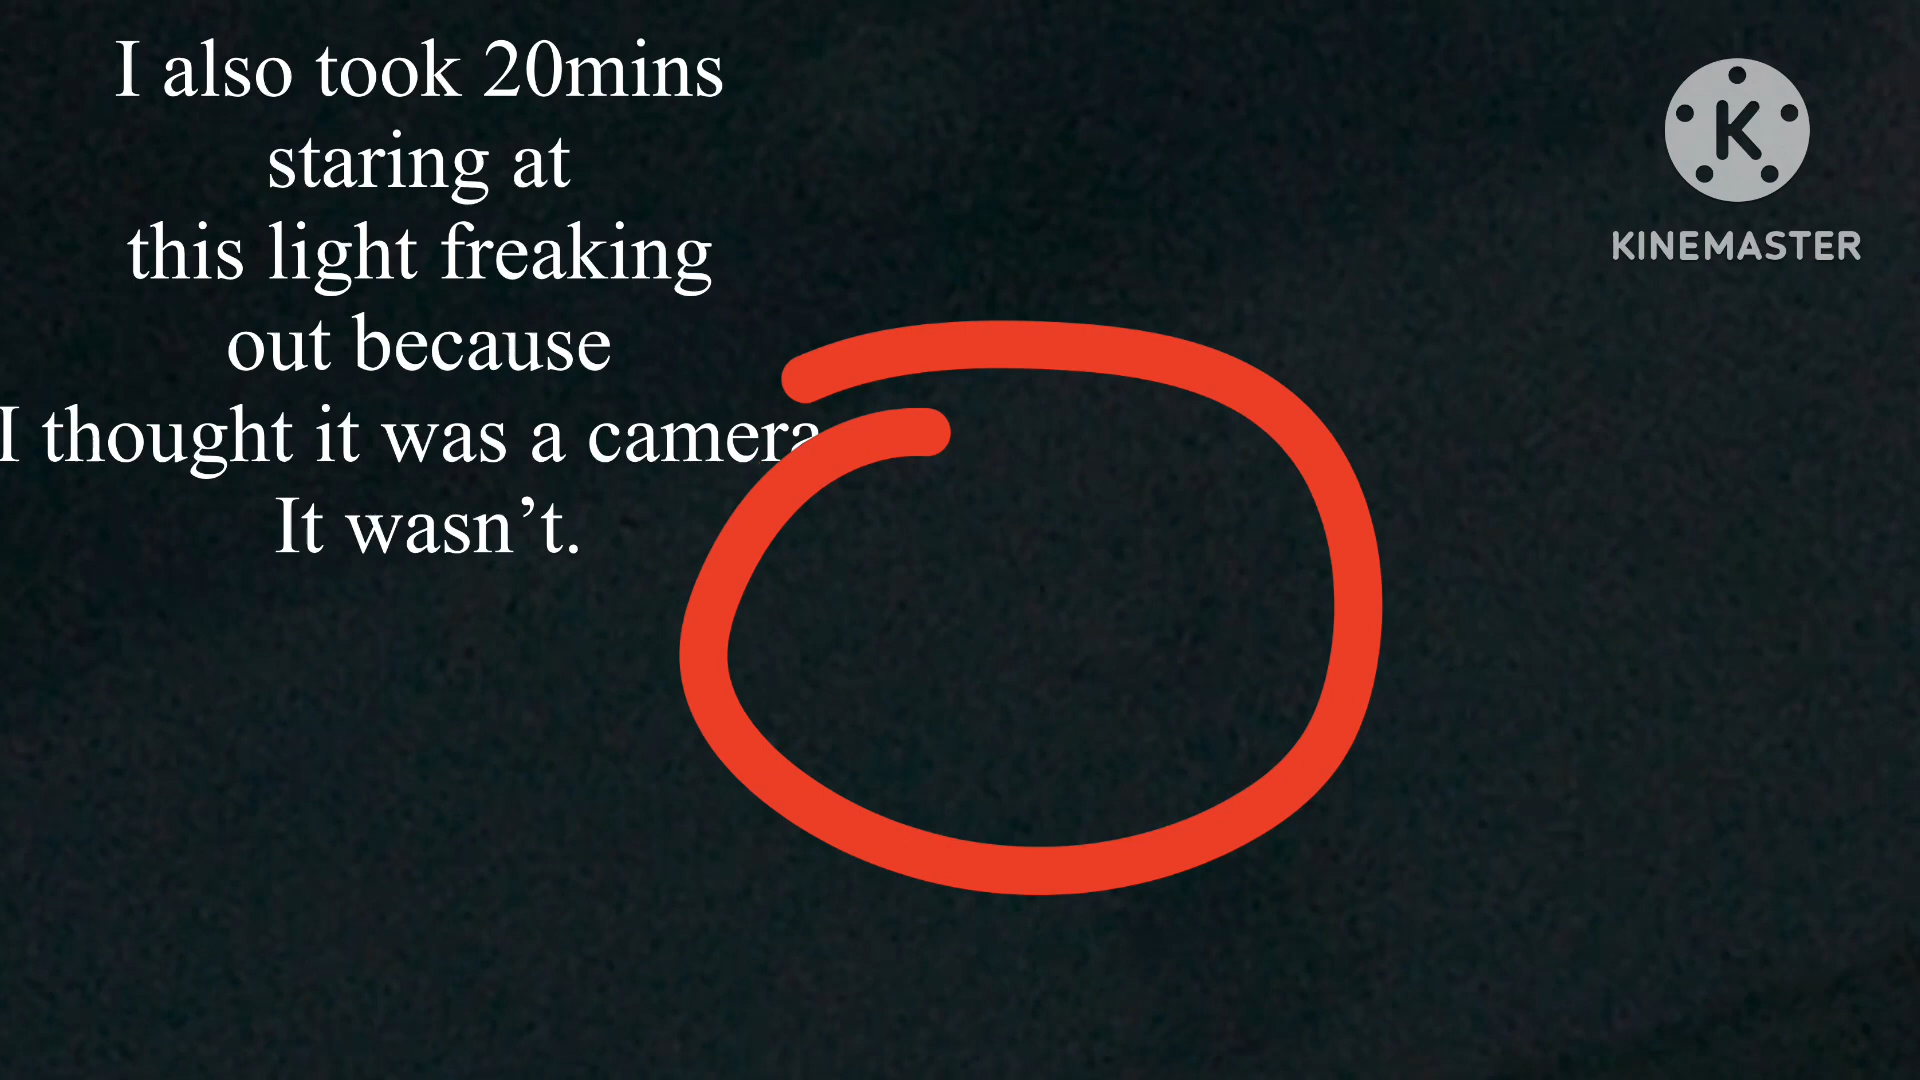 I also took 20mins
staring at
this light freaking
out because
I thought it was a camera
It wasn’t.
K
KINEMASTER